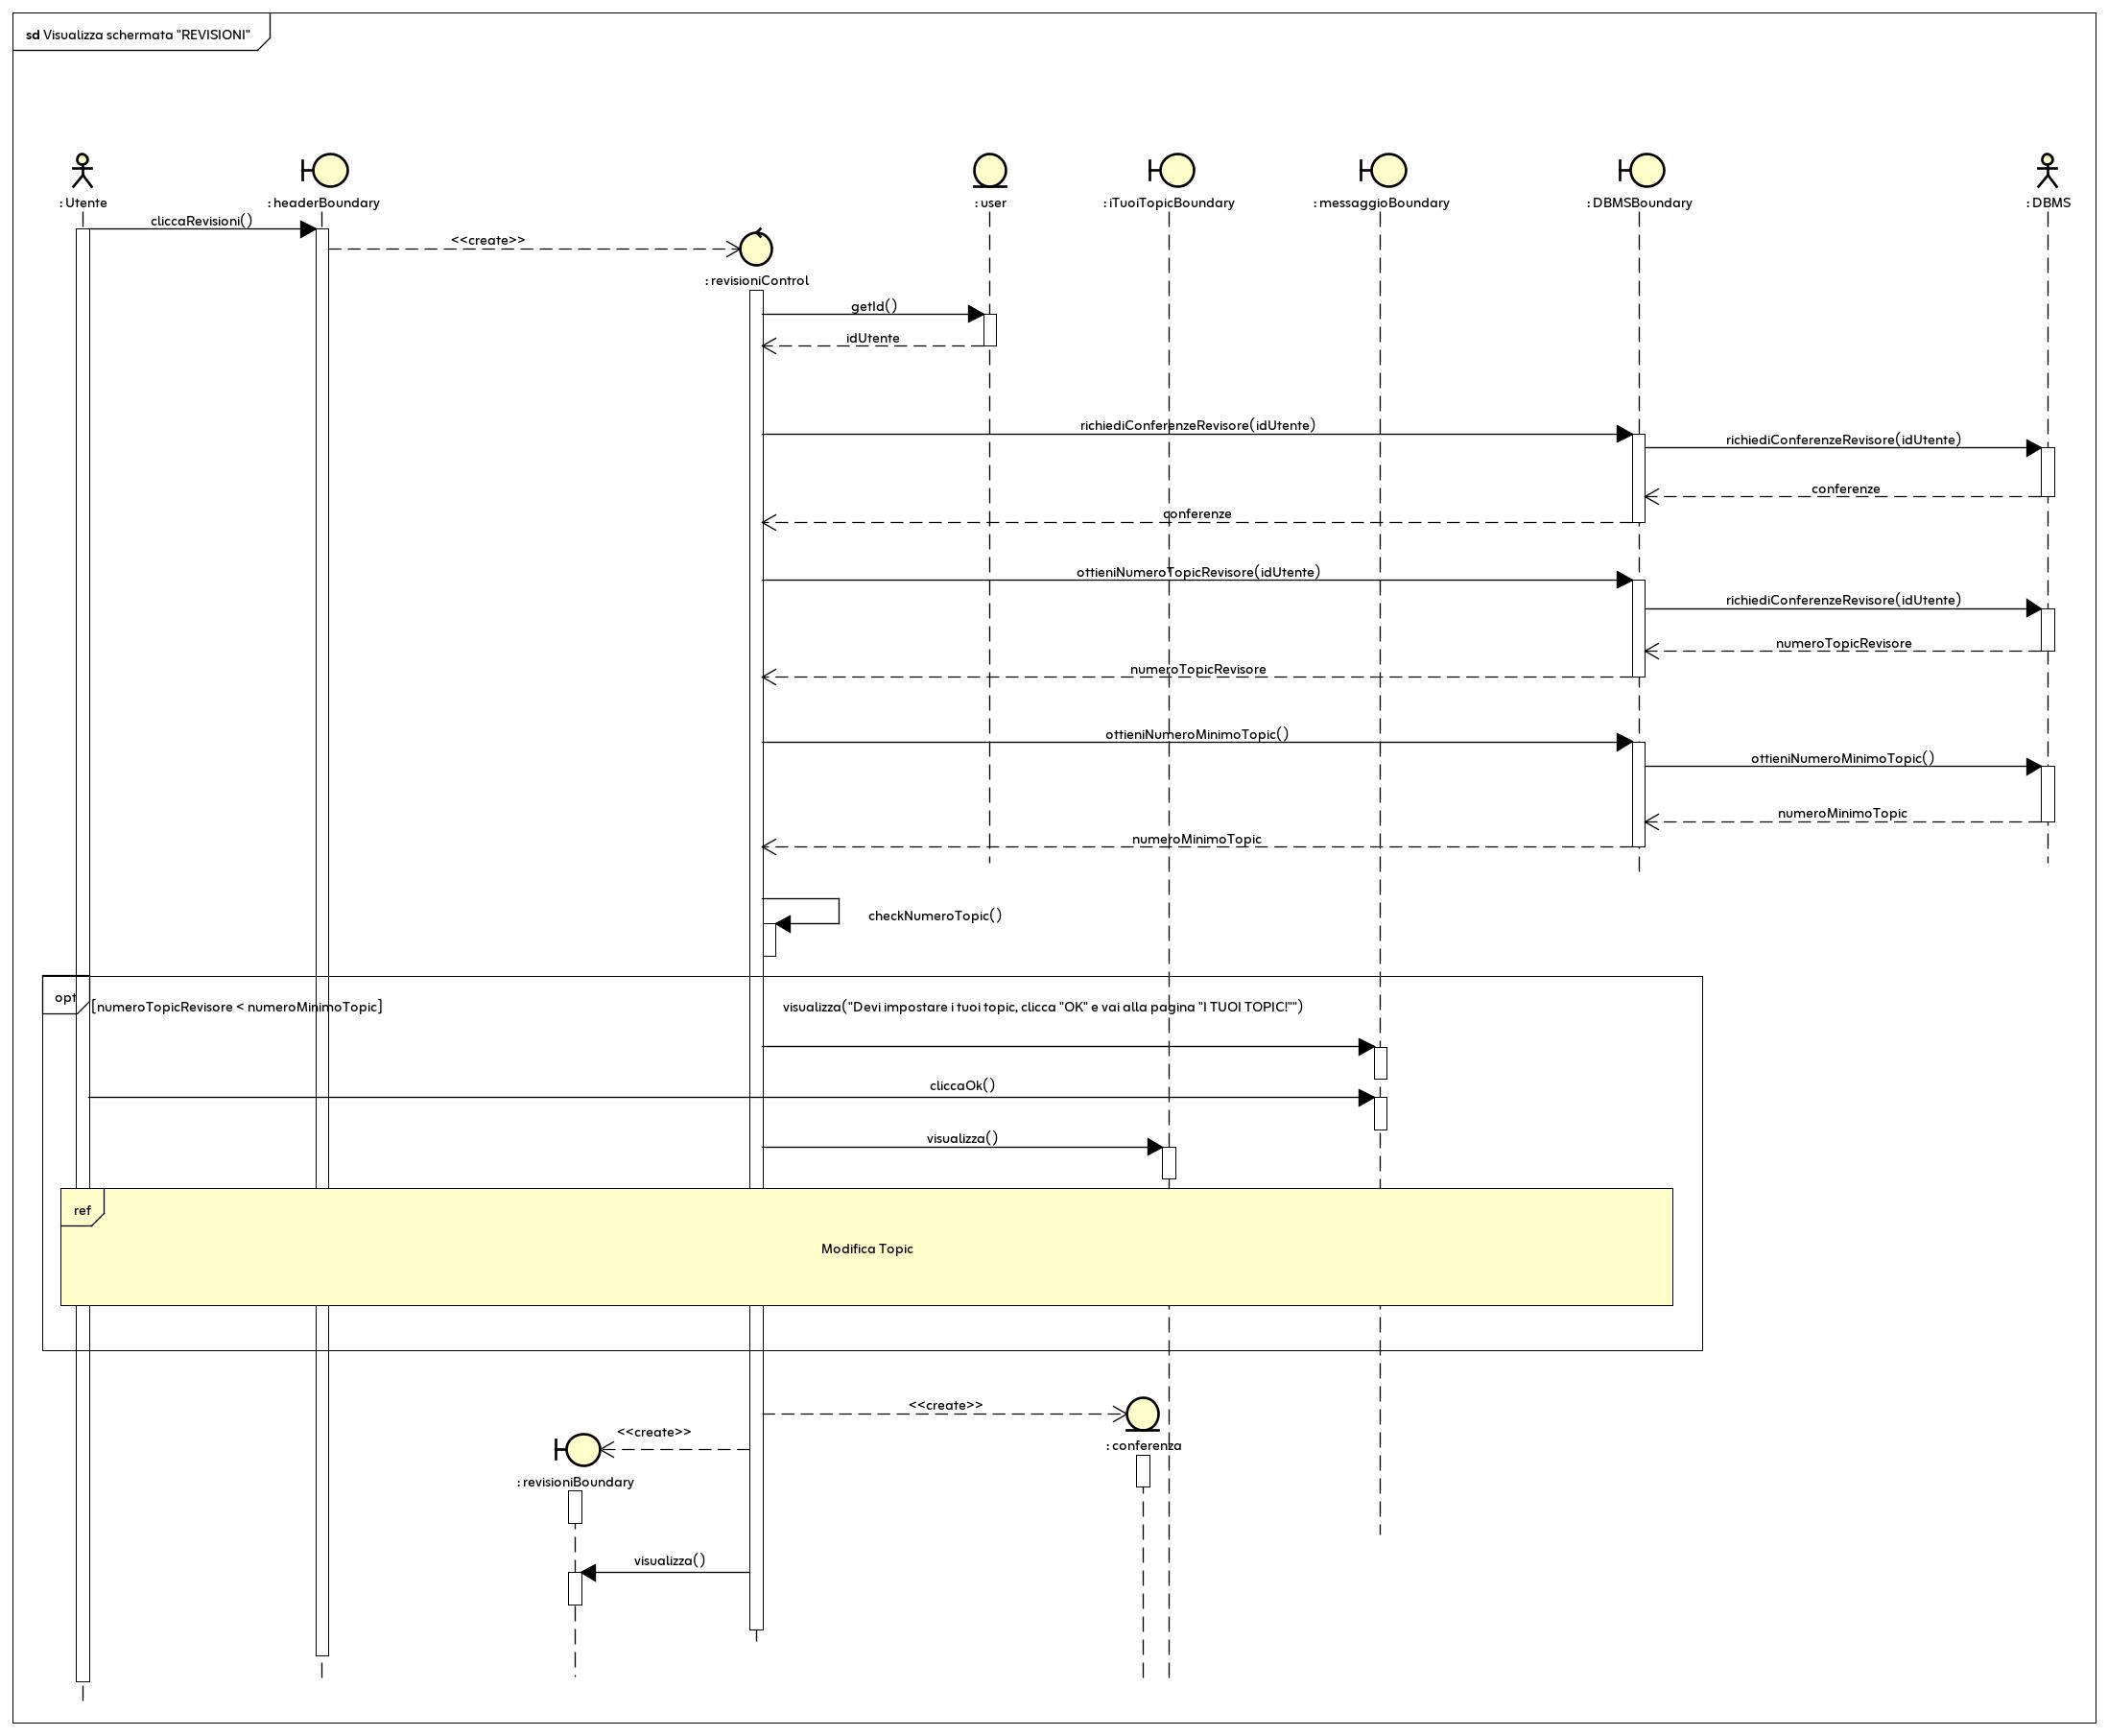 sd Visualizza schermata "REVISIONI"
: Utente
: headerBoundary
: user
: iTuoiTopicBoundary
: messaggioBoundary
: DBMSBoundary
: DBMS
cliccaRevisioni()
<<create>>
: revisioniControl
getId()
idUtente
richiediConferenzeRevisore(idUtente)
richiediConferenzeRevisore(idUtente)
conferenze
conferenze
ottieniNumeroTopicRevisore(idUtente)
richiediConferenzeRevisore(idUtente)
numeroTopicRevisore
numeroTopicRevisore
ottieniNumeroMinimoTopic()
ottieniNumeroMinimoTopic()
numeroMinimoTopic
numeroMinimoTopic
checkNumeroTopic()
opt
[numeroTopicRevisore < numeroMinimoTopic]
visualizza("Devi impostare i tuoi topic, clicca "OK" e vai alla pagina "I TUOI TOPIC!"")
cliccaOk()
visualizza()
ref
Modifica Topic
<<create>>
<<create>>
: conferenza
: revisioniBoundary
visualizza()